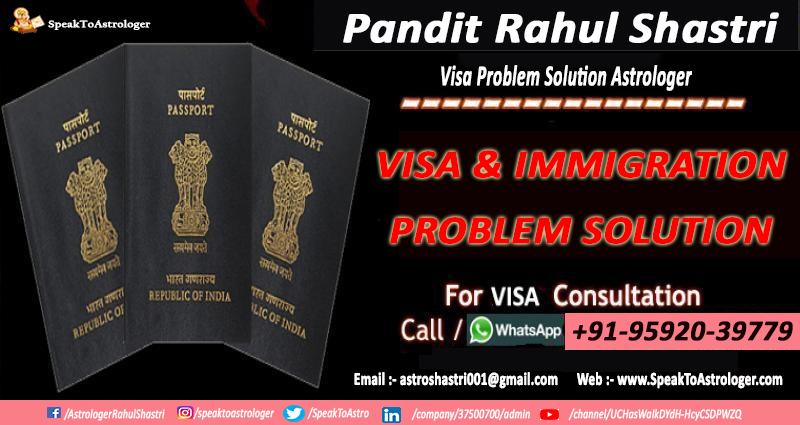 SpeakToAstrologer
Pandit Rahul Shastri
Visa Problem Solution Astrologer
VISA & IMMIGRATION
PROBLEM SOLUTION
For VISA Consultation
Call / WhatsApp +91-95920-39779
Email :- astroshastri001@gmail.com Web :- www.SpeakToAstrologer.com
पासपोर्ट
PASSPORT
सत्यमेव जयते
भारत गणराज्य
REPUBLIC OF INDIA
पासपोर्ट
PASSPORT
सत्यमेव जयते
भारत गणराज्य
REPUBLIC OF INDIA
पासपोर्ट
PASSPORT
सत्यमेव जयते
भारत गणराज्य
REPUBLIC OF INDIA
/AstrologerRahulShastri /speaktoastrologer /SpeakToAstro /company/37500700/admin /channel/UCHasWaIkDYdH-HcyCSDPWZQ